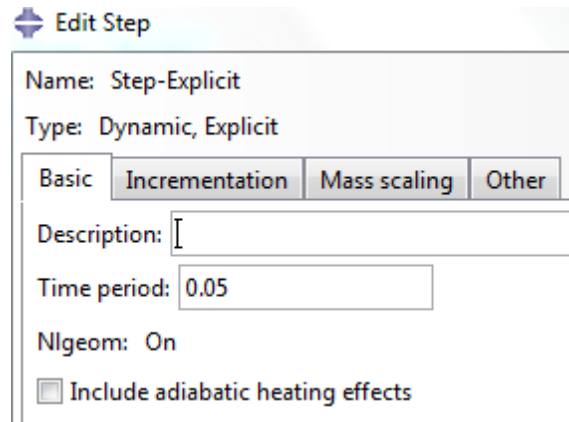 Edit Step
Name: Step-Explicit
Type: Dynamic, Explicit
Basic Incrementation Mass scaling Other
Description:
Time period: 0.05
Nlgeom: On
Include adiabatic heating effects